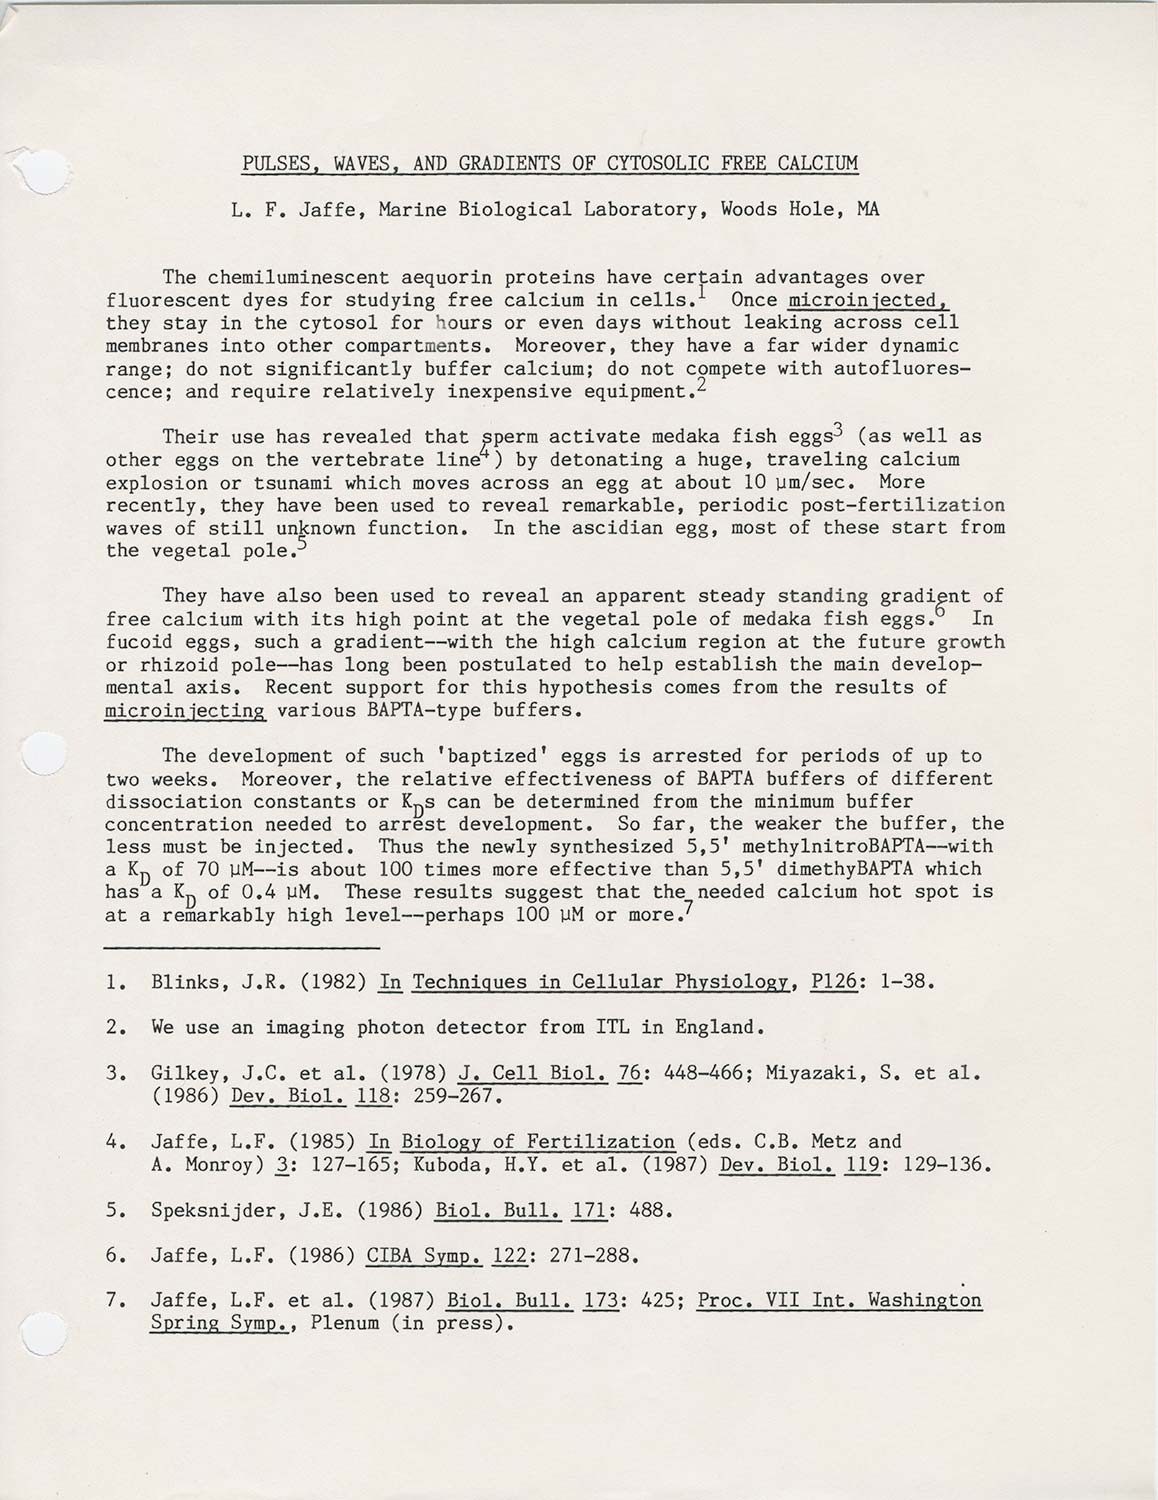 PULSES, WAVES, AND GRADIENTS OF CYTOSOLIC FREE CALCIUM
L. F. Jaffe, Marine Biological Laboratory, Woods Hole, MA
The chemiluminescent aequorin proteins have certain advantages over
fluorescent dyes for studying free calcium in cells.1 Once microinjected,
they stay in the cytosol for hours or even days without leaking across cell
membranes into other compartments. Moreover, they have a far wider dynamic
range; do not significantly buffer calcium; do not compete with autofluores-
cence; and require relatively inexpensive equipment.2
Their use has revealed that sperm activate medaka fish eggs3 (as well as
other eggs on the vertebrate line4) by detonating a huge, traveling calcium
explosion or tsunami which moves across an egg at about 10 µm/sec. More
recently, they have been used to reveal remarkable, periodic post-fertilization
waves of still unknown function. In the ascidian egg, most of these start from
the vegetal pole.5
They have also been used to reveal an apparent steady standing gradient of
free calcium with its high point at the vegetal pole of medaka fish eggs.6 In
fucoid eggs, such a gradient--with the high calcium region at the future growth
or rhizoid pole--has long been postulated to help establish the main develop-
mental axis. Recent support for this hypothesis comes from the results of
microinjecting various BAPTA-type buffers.
The development of such 'baptized' eggs is arrested for periods of up to
two weeks. Moreover, the relative effectiveness of BAPTA buffers of different
dissociation constants or KDs can be determined from the minimum buffer
concentration needed to arrest development. So far, the weaker the buffer, the
less must be injected. Thus the newly synthesized 5,5' methylnitroBAPTA--with
a KD of 70 µM--is about 100 times more effective than 5,5' dimethyBAPTA which
has a KD of 0.4 µM. These results suggest that the needed calcium hot spot is
at a remarkably high level--perhaps 100 µM or more.7
1. Blinks, J.R. (1982) In Techniques in Cellular Physiology, P126: 1-38.
2. We use an imaging photon detector from ITL in England.
3. Gilkey, J.C. et al. (1978) J. Cell Biol. 76: 448-466; Miyazaki, S. et al.
(1986) Dev. Biol. 118: 259-267.
4. Jaffe, L.F. (1985) In Biology of Fertilization (eds. C.B. Metz and
A. Monroy) 3: 127-165; Kuboda, H.Y. et al. (1987) Dev. Biol. 119: 129-136.
5. Speksnijder, J.E. (1986) Biol. Bull. 171: 488.
6. Jaffe, L.F. (1986) CIBA Symp. 122: 271-288.
7. Jaffe, L.F. et al. (1987) Biol. Bull. 173: 425; Proc. VII Int. Washington
Spring Symp., Plenum (in press).